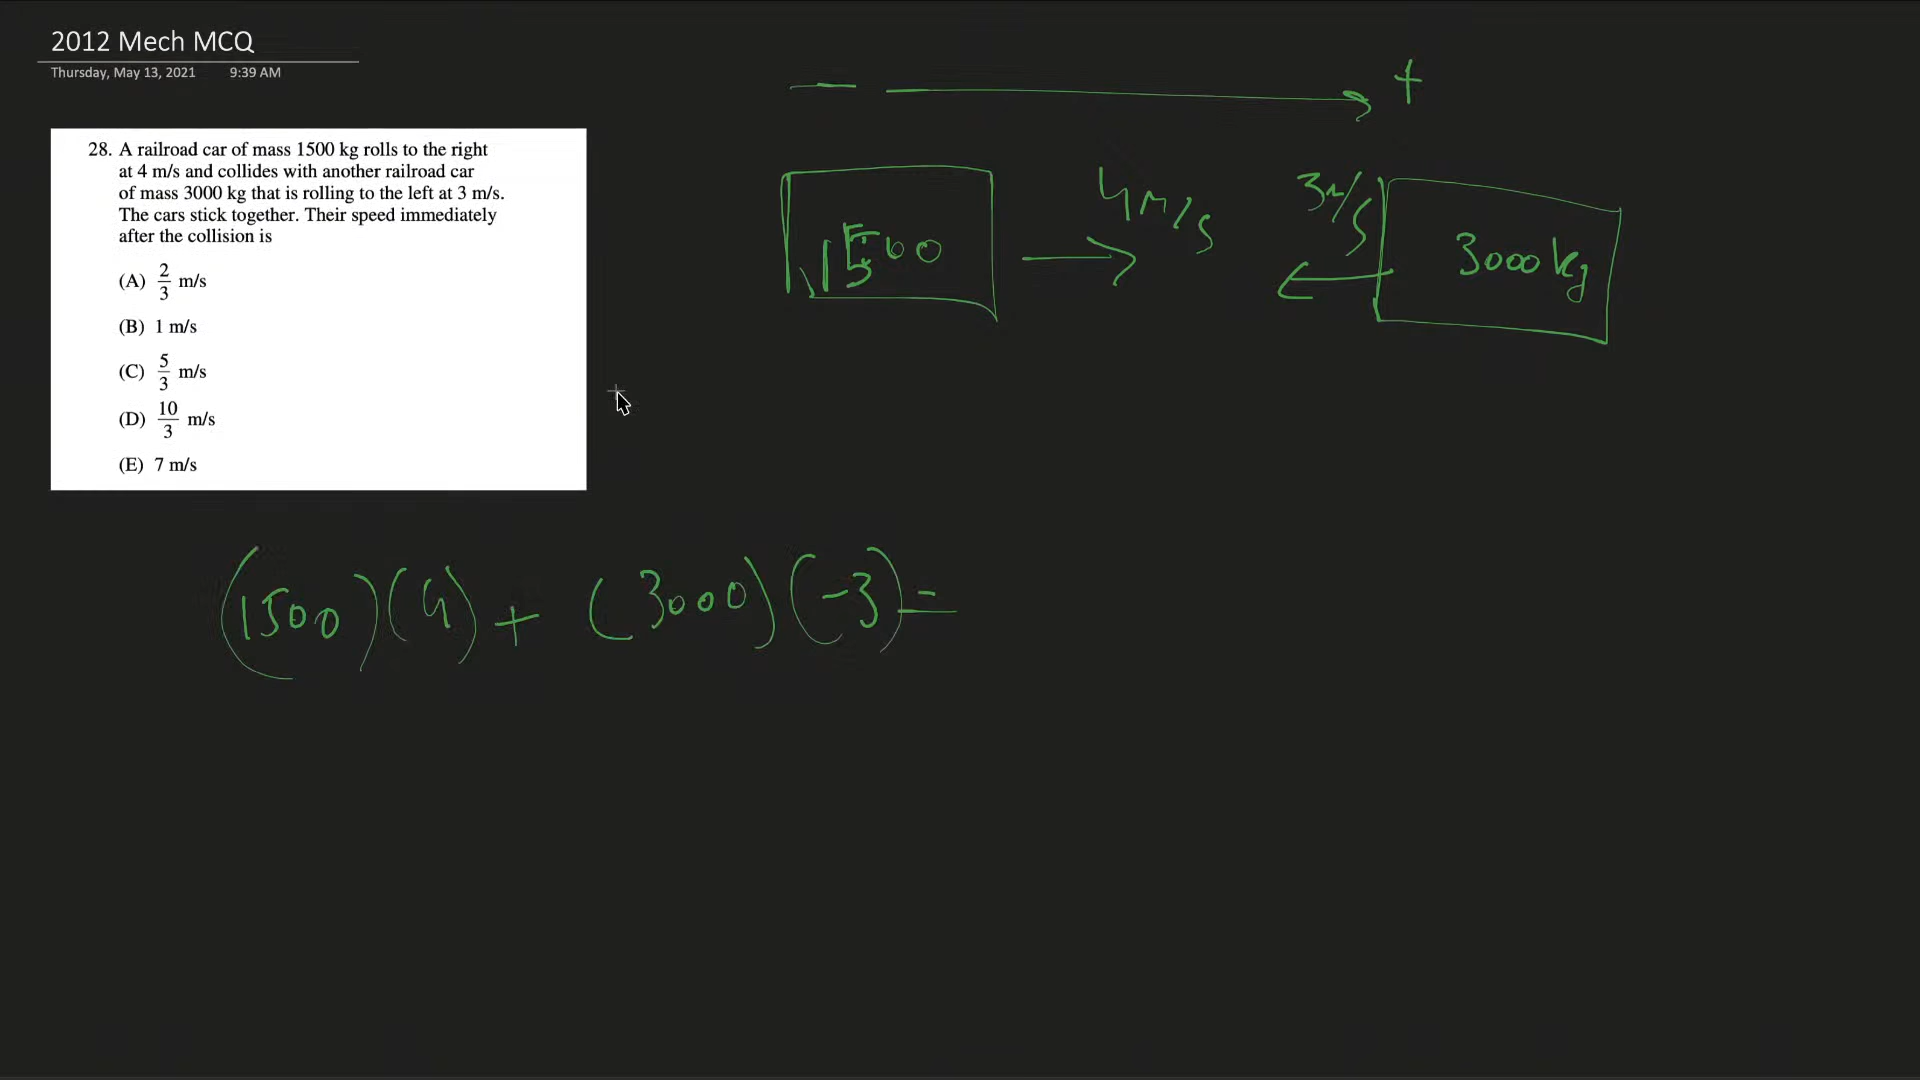 2012 Mech MCQ
Thursday, May 13, 2021 9:39 AM
28. A railroad car of mass 1500 kg rolls to the right
at 4 m/s and collides with another railroad car
of mass 3000 kg that is rolling to the left at 3 m/s.
The cars stick together. Their speed immediately
after the collision is
(A) 2/3 m/s
(B) 1 m/s
(C) 5/3 m/s
(D) 10/3 m/s
(E) 7 m/s
— +
1500 4m/s 3m/s 3000kg
(1500)(4) + (3000)(-3) =